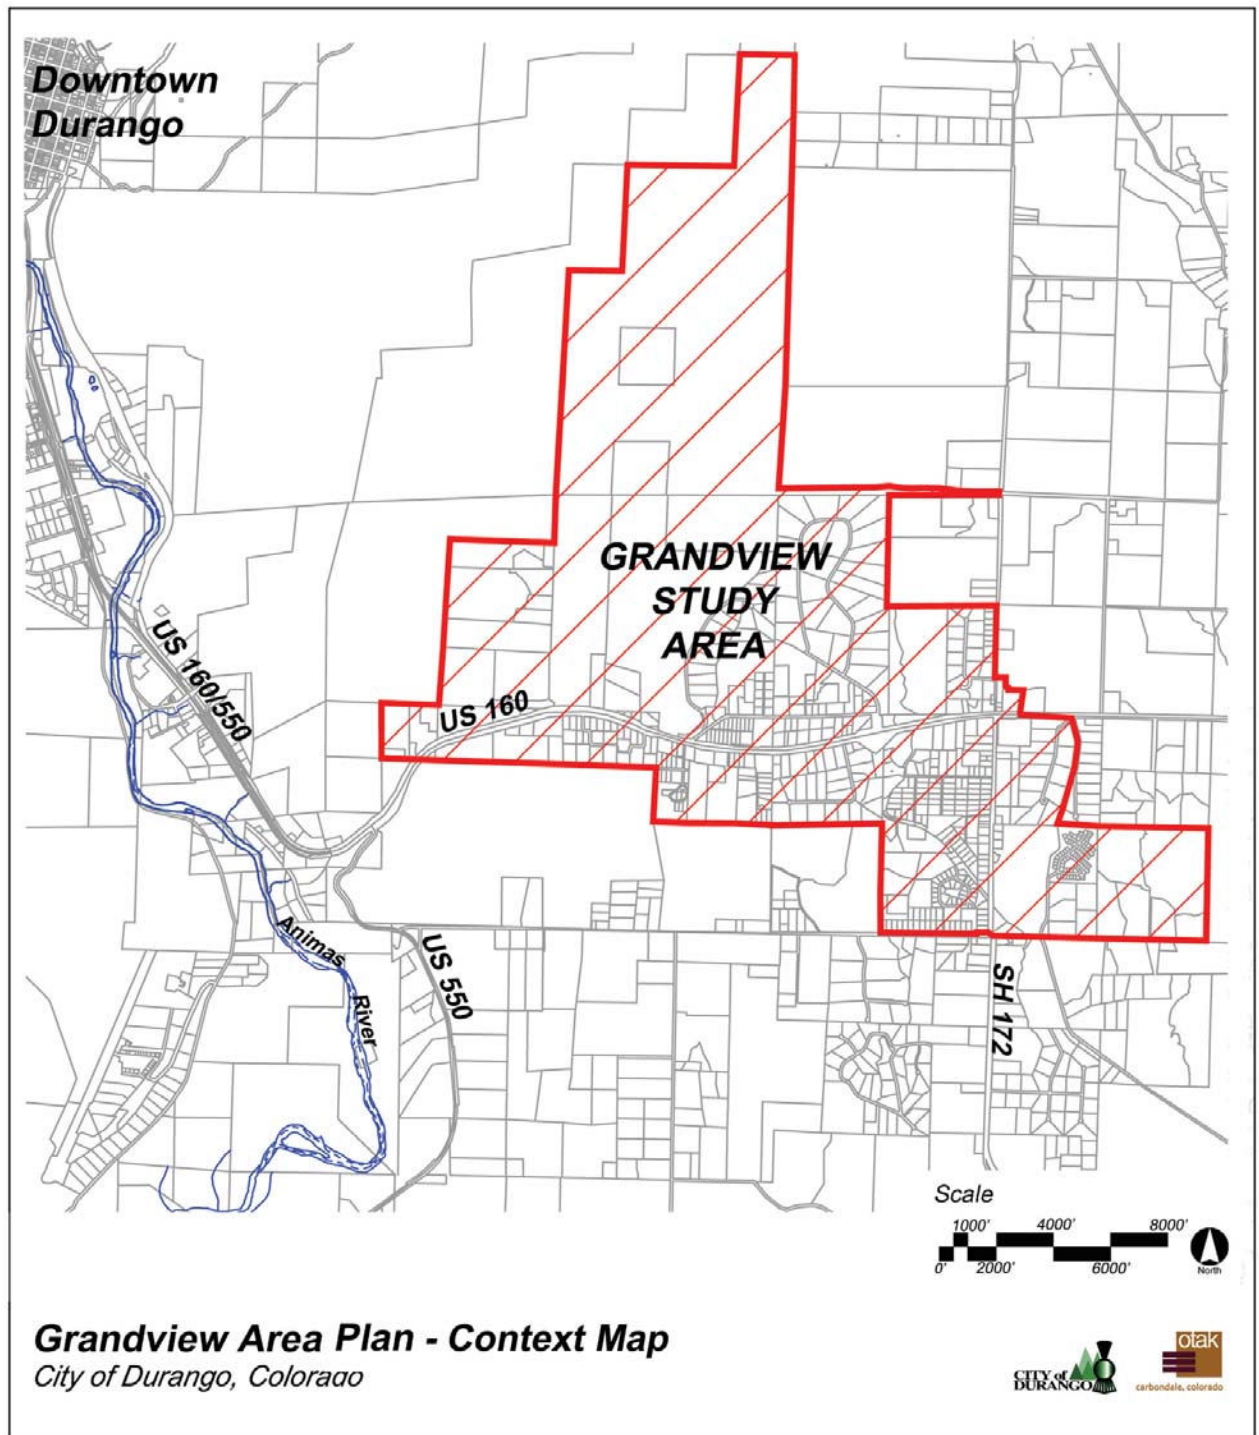 Downtown
Durango
GRANDVIEW
STUDY
AREA
US 160/550
US 160
Animas
River
US 550
SH 172
Scale
1000' 4000' 8000'
0' 2000' 6000'
North
Grandview Area Plan - Context Map
City of Durango, Colorado
CITY of
DURANGO
otak
carbondale, colorado